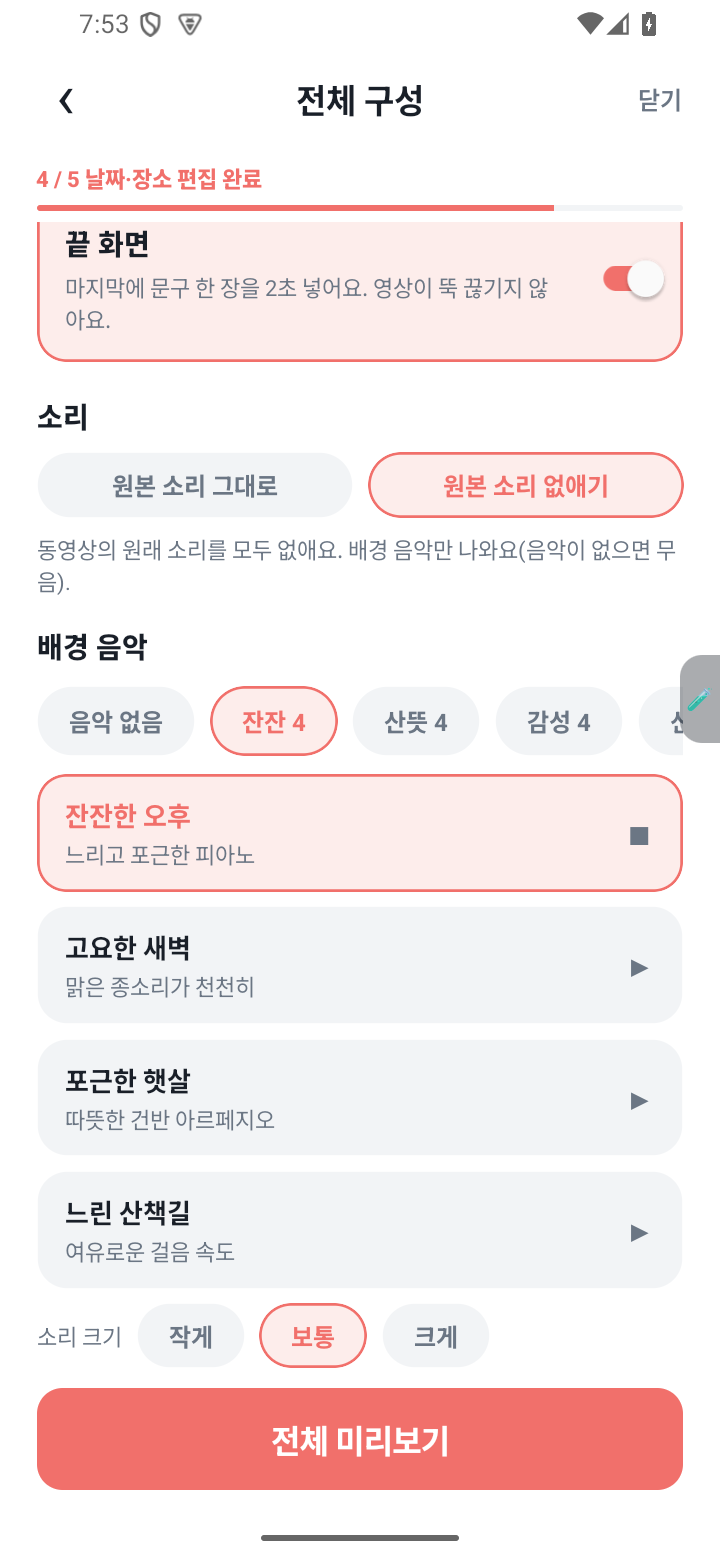 7:53
전체 구성
닫기
4 / 5 날짜·장소 편집 완료
끝 화면
마지막에 문구 한 장을 2초 넣어요. 영상이 뚝 끊기지 않
아요.
소리
원본 소리 그대로
원본 소리 없애기
동영상의 원래 소리를 모두 없애요. 배경 음악만 나와요(음악이 없으면 무
음).
배경 음악
음악 없음
잔잔 4
산뜻 4
감성 4
잔잔한 오후
느리고 포근한 피아노
고요한 새벽
맑은 종소리가 천천히
포근한 햇살
따뜻한 건반 아르페지오
느린 산책길
여유로운 걸음 속도
소리 크기
작게
보통
크게
전체 미리보기